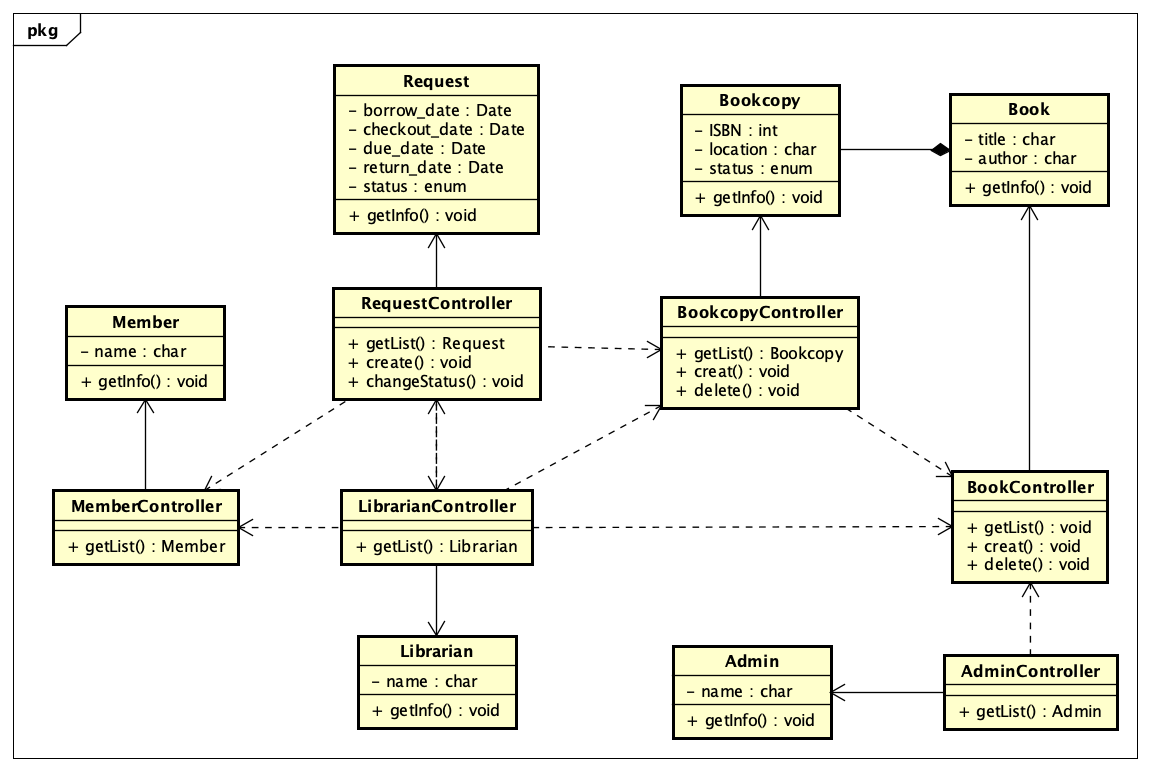 pkg
Request
– borrow_date : Date
– checkout_date : Date
– due_date : Date
– return_date : Date
– status : enum
+ getInfo() : void
Bookcopy
– ISBN : int
– location : char
– status : enum
+ getInfo() : void
Book
– title : char
– author : char
+ getInfo() : void
Member
– name : char
+ getInfo() : void
RequestController
+ getList() : Request
+ create() : void
+ changeStatus() : void
BookcopyController
+ getList() : Bookcopy
+ creat() : void
+ delete() : void
MemberController
+ getList() : Member
LibrarianController
+ getList() : Librarian
BookController
+ getList() : void
+ creat() : void
+ delete() : void
Librarian
– name : char
+ getInfo() : void
Admin
– name : char
+ getInfo() : void
AdminController
+ getList() : Admin